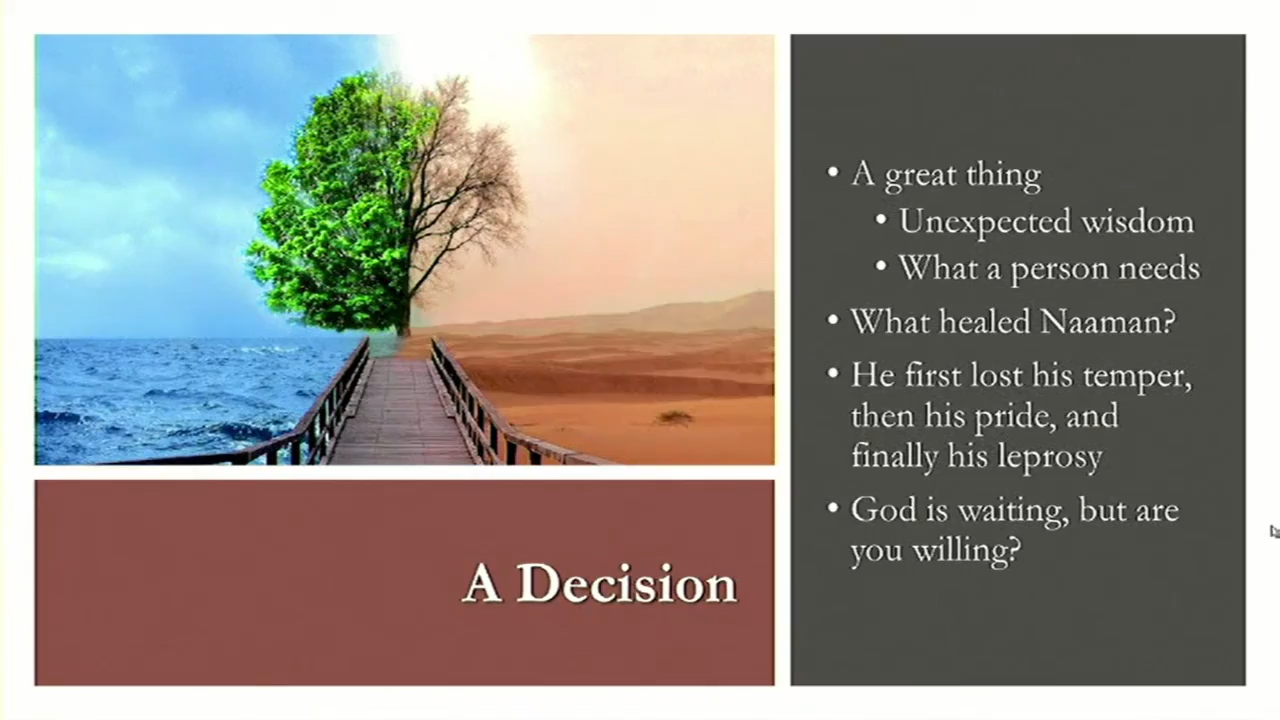 A Decision
• A great thing
• Unexpected wisdom
• What a person needs
• What healed Naaman?
• He first lost his temper,
then his pride, and
finally his leprosy
• God is waiting, but are
you willing?